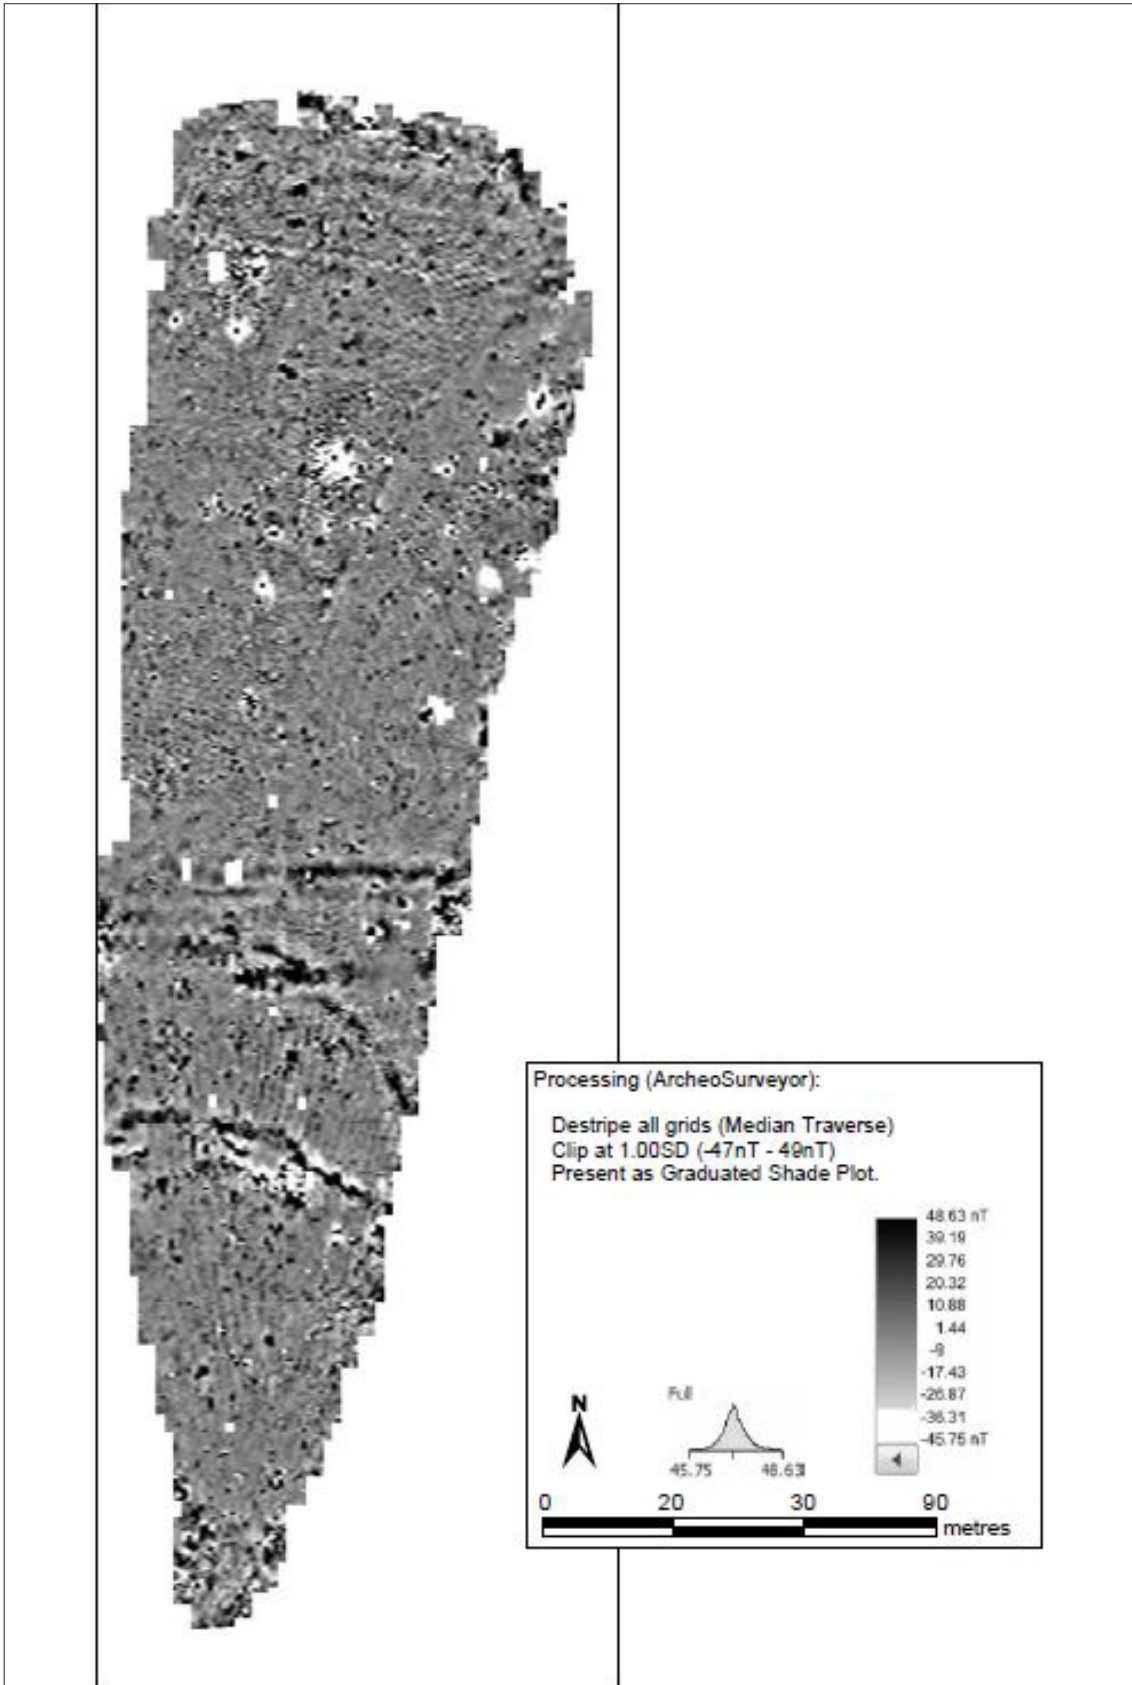 Processing (ArcheoSurveyor):
Destripe all grids (Median Traverse)
Clip at 1.00SD (-47nT - 49nT)
Present as Graduated Shade Plot.
48.63 nT
39.19
29.76
20.32
10.88
1.44
-8
-17.43
-26.87
-36.31
-45.75 nT
N
Full
45.75 48.63
0 20 30 90
metres